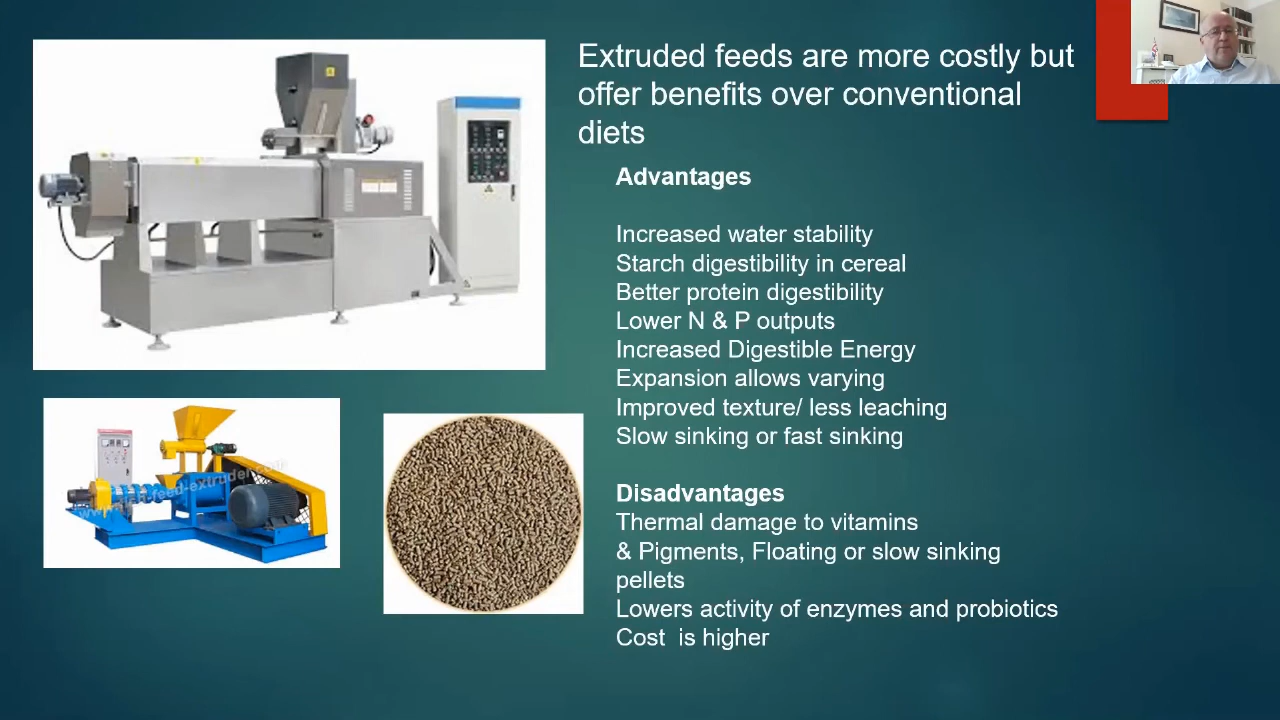 Extruded feeds are more costly but
offer benefits over conventional
diets
Advantages
Increased water stability
Starch digestibility in cereal
Better protein digestibility
Lower N & P outputs
Increased Digestible Energy
Expansion allows varying
Improved texture/ less leaching
Slow sinking or fast sinking
Disadvantages
Thermal damage to vitamins
& Pigments, Floating or slow sinking
pellets
Lowers activity of enzymes and probiotics
Cost  is higher